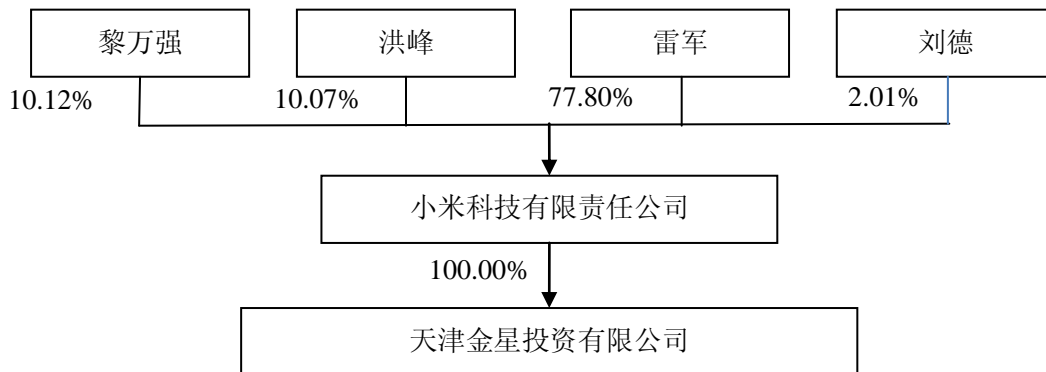 黎万强 洪峰 雷军 刘德
10.12% 10.07% 77.80% 2.01%
小米科技有限责任公司
100.00%
天津金星投资有限公司